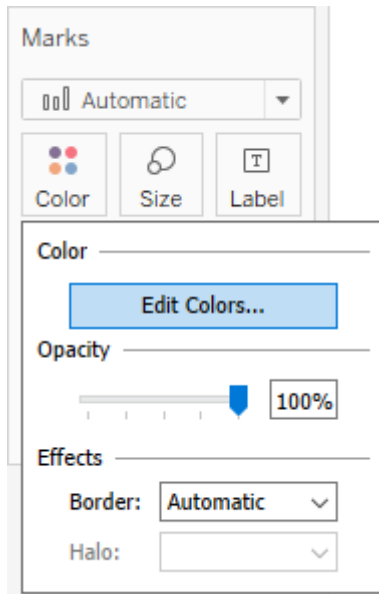 Marks
Automatic
Color Size Label
Color
Edit Colors...
Opacity
100%
Effects
Border: Automatic
Halo: